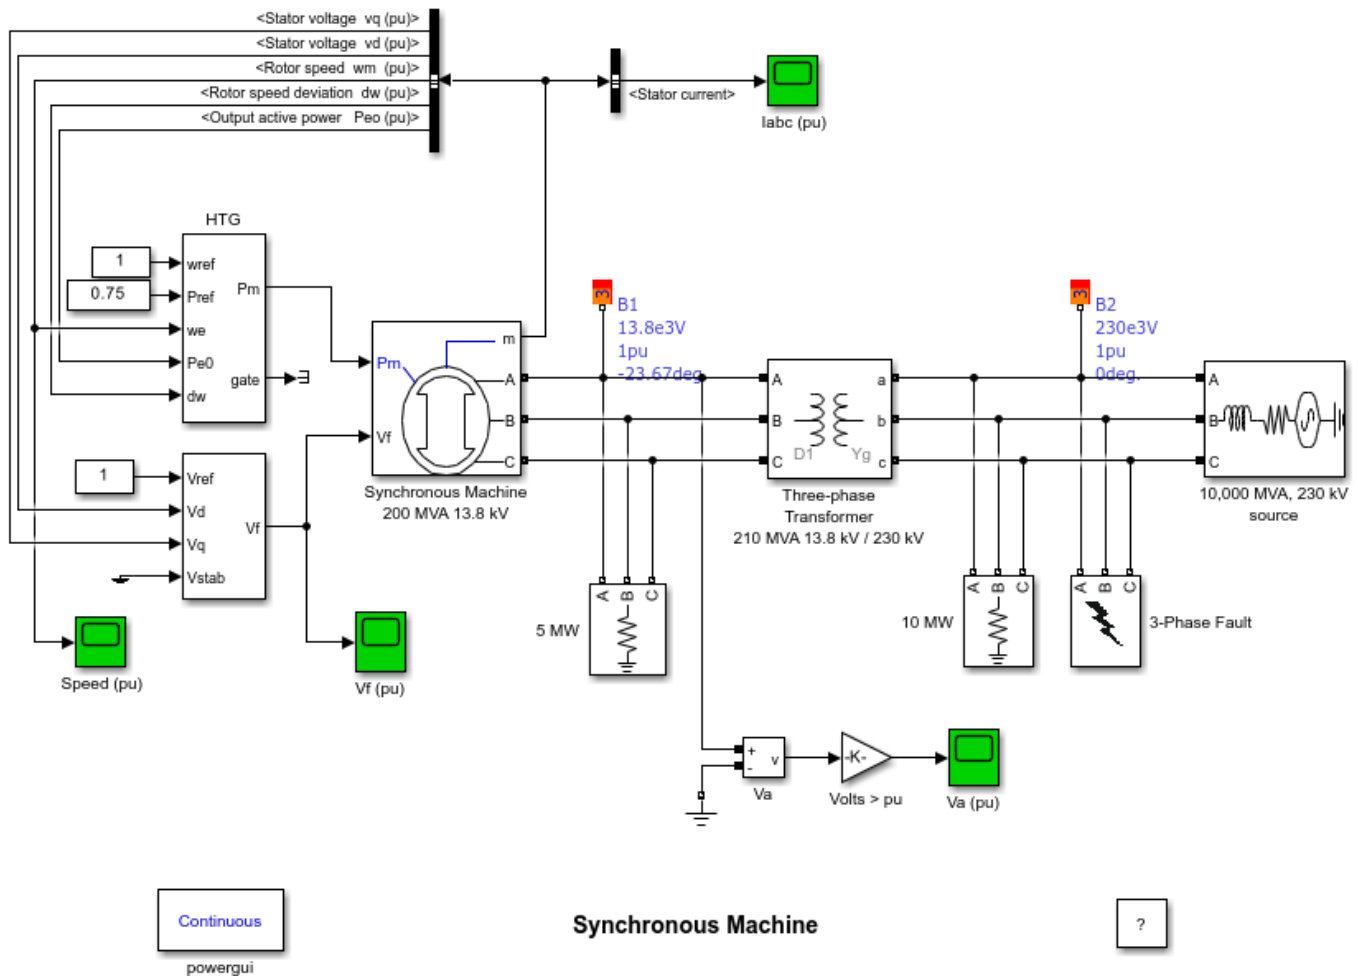 <Stator voltage vq (pu)>
<Stator voltage vd (pu)>
<Rotor speed wm (pu)>
<Rotor speed deviation dw (pu)>
<Output active power Peo (pu)>
<Stator current>
Iabc (pu)
HTG
1
wref
0.75
Pref
we
Pe0
dw
Pm
gate
1
Vref
Vd
Vq
Vstab
Vf
Speed (pu)
Vf (pu)
Pm
Vf
m
A
B
C
Synchronous Machine
200 MVA 13.8 kV
3
B1
13.8e3V
1pu
-23.67deg.
A
B
C
a
b
c
D1
Yg
Three-phase
Transformer
210 MVA 13.8 kV / 230 kV
3
B2
230e3V
1pu
0deg.
A
B
C
10,000 MVA, 230 kV
source
A
B
C
5 MW
A
B
C
10 MW
A
B
C
3-Phase Fault
+
-
v
Va
-K-
Volts > pu
Va (pu)
Continuous
powergui
Synchronous Machine
?